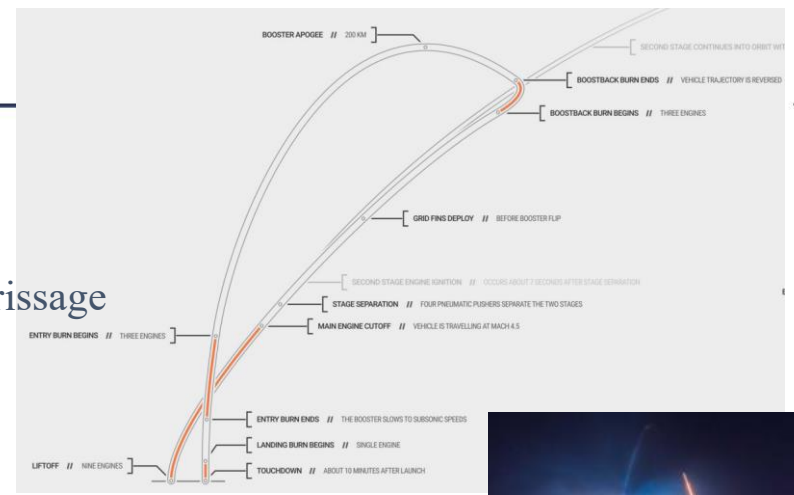 BOOSTER APOGEE // 200 KM
SECOND STAGE CONTINUES INTO ORBIT WIT
BOOSTBACK BURN ENDS // VEHICLE TRAJECTORY IS REVERSED
BOOSTBACK BURN BEGINS // THREE ENGINES
GRID FINS DEPLOY // BEFORE BOOSTER FLIP
SECOND STAGE ENGINE IGNITION // OCCURS ABOUT 7 SECONDS AFTER STAGE SEPARATION
rissage
STAGE SEPARATION // FOUR PNEUMATIC PUSHERS SEPARATE THE TWO STAGES
MAIN ENGINE CUTOFF // VEHICLE IS TRAVELLING AT MACH 4.5
ENTRY BURN BEGINS // THREE ENGINES
ENTRY BURN ENDS // THE BOOSTER SLOWS TO SUBSONIC SPEEDS
LANDING BURN BEGINS // SINGLE ENGINE
LIFTOFF // NINE ENGINES
TOUCHDOWN // ABOUT 10 MINUTES AFTER LAUNCH